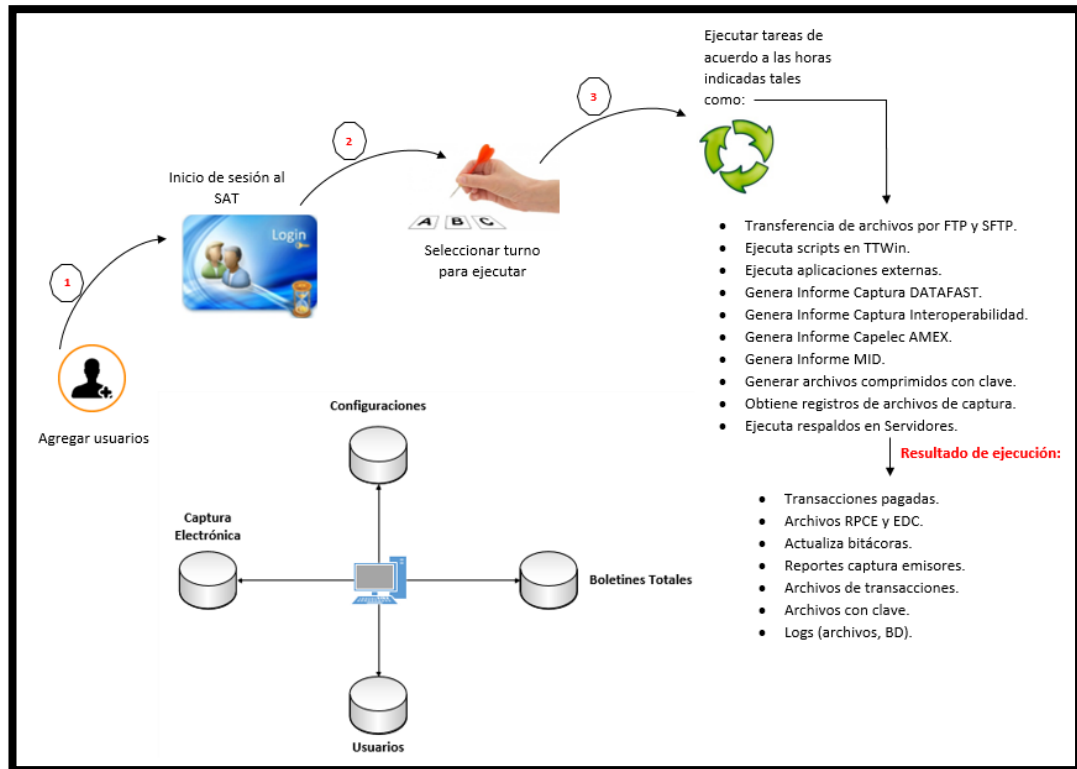 Ejecutar tareas de
acuerdo a las horas
indicadas tales
como:
3
2
Inicio de sesión al
SAT
Login
A B C
Seleccionar turno
para ejecutar
1
Agregar usuarios
• Transferencia de archivos por FTP y SFTP.
• Ejecuta scripts en TTWin.
• Ejecuta aplicaciones externas.
• Genera Informe Captura DATAFAST.
• Genera Informe Captura Interoperabilidad.
• Genera Informe Capelec AMEX.
• Genera Informe MID.
• Generar archivos comprimidos con clave.
• Obtiene registros de archivos de captura.
• Ejecuta respaldos en Servidores.
Resultado de ejecución:
• Transacciones pagadas.
• Archivos RPCE y EDC.
• Actualiza bitácoras.
• Reportes captura emisores.
• Archivos de transacciones.
• Archivos con clave.
• Logs (archivos, BD).
Configuraciones
Captura
Electrónica
Boletines Totales
Usuarios